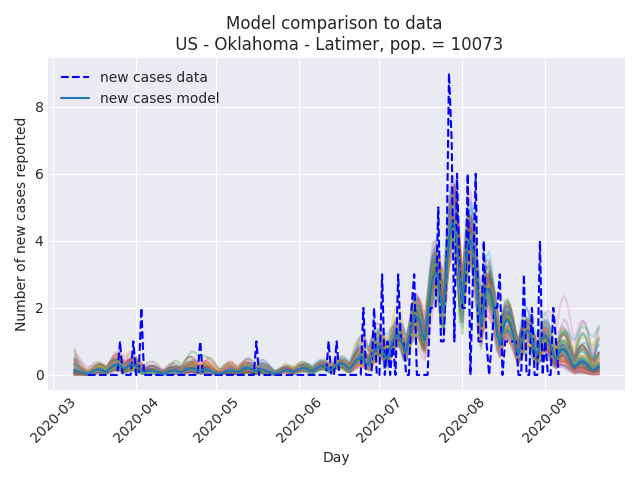 Model comparison to data
US - Oklahoma - Latimer, pop. = 10073
new cases data
new cases model
Number of new cases reported
8
6
4
2
0
2020-03
2020-04
2020-05
2020-06
2020-07
2020-08
2020-09
Day